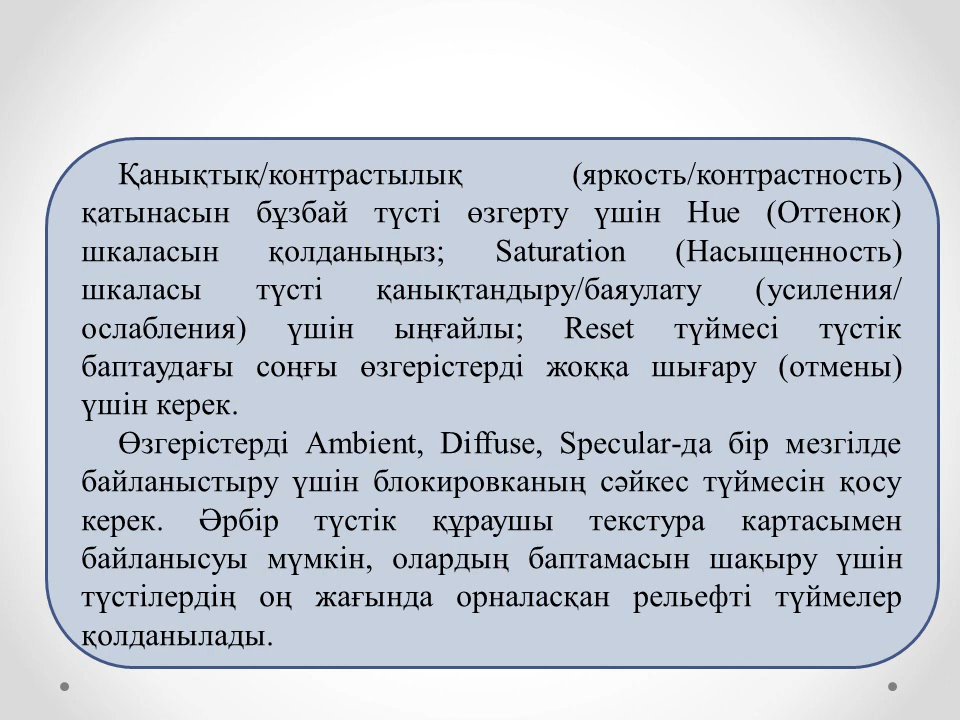 Қанықтық/контрастылық (яркость/контрастность)
қатынасын бұзбай түсті өзгерту үшін Hue (Оттенок)
шкаласын қолданыңыз; Saturation (Насыщенность)
шкаласы түсті қанықтандыру/баяулату (усиления/
ослабления) үшін ыңғайлы; Reset түймесі түстік
баптаудағы соңғы өзгерістерді жоққа шығару (отмены)
үшін керек.
Өзгерістерді Ambient, Diffuse, Specular-да бір мезгілде
байланыстыру үшін блокировканың сәйкес түймесін қосу
керек. Әрбір түстік құраушы текстура картасымен
байланысуы мүмкін, олардың баптамасын шақыру үшін
түстілердің оң жағында орналасқан рельефті түймелер
қолданылады.